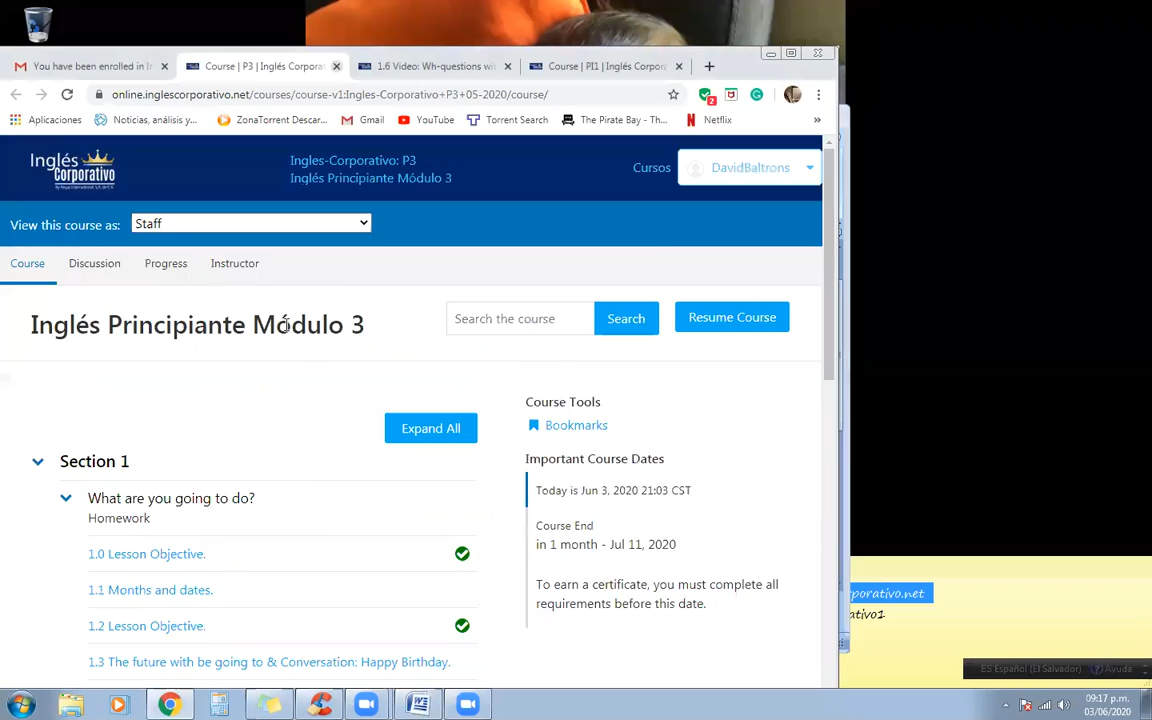 You have been enrolled in I
Course | P3 | Inglés Corporat
1.6 Video: Wh-questions wi
Course | PI1 | Inglés Corpora
online.inglescorporativo.net/courses/course-v1:Ingles-Corporativo+P3+05-2020/course/
2
Aplicaciones
Noticias, análisis y...
ZonaTorrent Descar...
Gmail
YouTube
Torrent Search
The Pirate Bay - Th...
Netflix
»
Inglés
Corporativo
Ingles-Corporativo: P3
Inglés Principiante Módulo 3
Cursos
DavidBaltrons
View this course as:
Staff
Course
Discussion
Progress
Instructor
Inglés Principiante Módulo 3
Search the course
Search
Resume Course
Expand All
Course Tools
Bookmarks
Section 1
Important Course Dates
What are you going to do?
Homework
Today is Jun 3, 2020 21:03 CST
Course End
in 1 month - Jul 11, 2020
1.0 Lesson Objective.
1.1 Months and dates.
To earn a certificate, you must complete all
requirements before this date.
1.2 Lesson Objective.
1.3 The future with be going to & Conversation: Happy Birthday.
porativo.net
ativo1
ES Español (El Salvador)
Ayuda
09:17 p.m.
03/06/2020